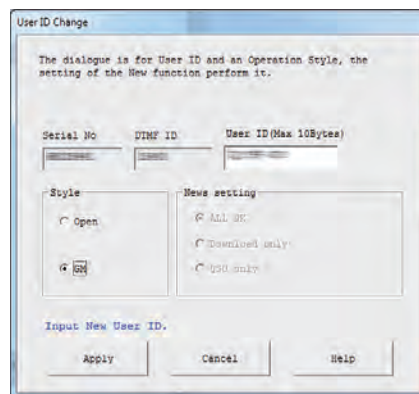 User ID Change
The dialogue is for User ID and an Operation Style, the
setting of the New function perform it.
Serial No DTMF ID User ID(Max 10Bytes)
Style News setting
Open ALL OK
Download only
GM QSO only
Input New User ID.
Apply Cancel Help